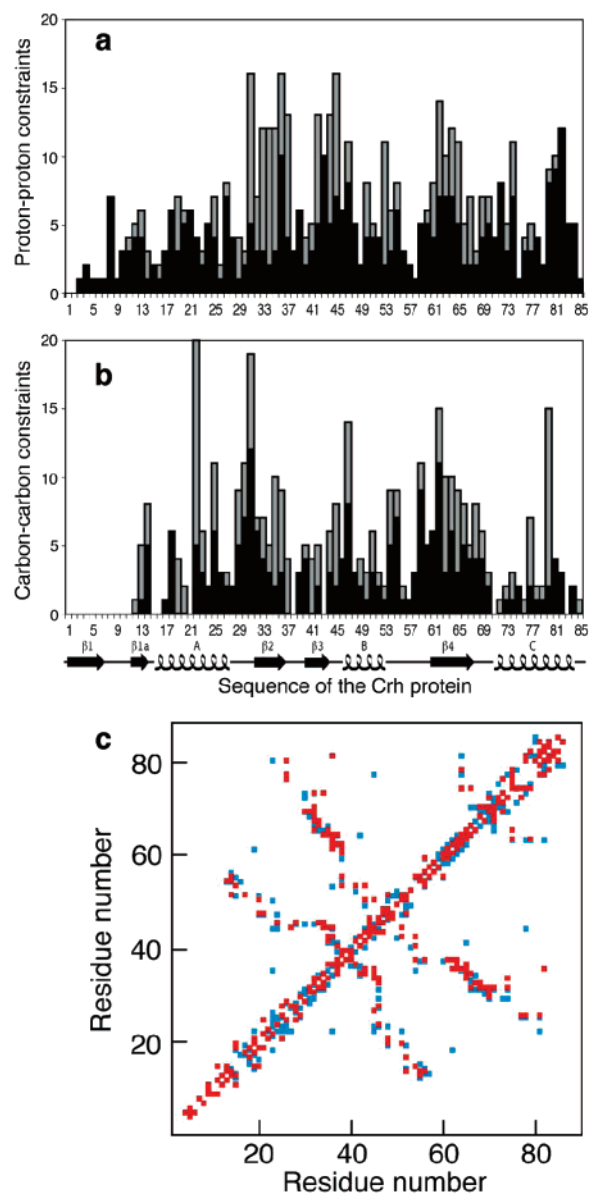 a
Proton-proton constraints
20
15
10
5
0
1 5 9 13 17 21 25 29 33 37 41 45 49 53 57 61 65 69 73 77 81 85
b
Carbon-carbon constraints
20
15
10
5
0
1 5 9 13 17 21 25 29 33 37 41 45 49 53 57 61 65 69 73 77 81 85
β1 β1a A β2 β3 B β4 C
Sequence of the Crh protein
c
Residue number
80
60
40
20
20 40 60 80
Residue number